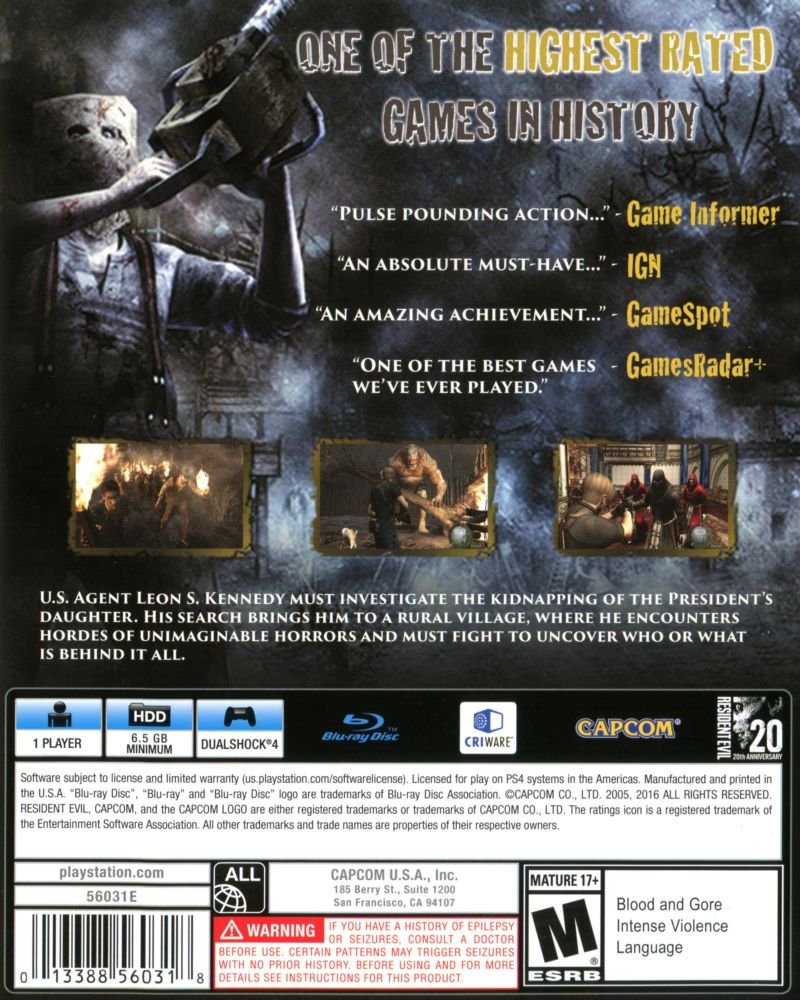 ONE OF THE HIGHEST RATED
GAMES IN HISTORY
“PULSE POUNDING ACTION...” - Game Informer
“AN ABSOLUTE MUST-HAVE...” - IGN
“AN AMAZING ACHIEVEMENT...” - GameSpot
“ONE OF THE BEST GAMES - GamesRadar+
WE’VE EVER PLAYED.”
U.S. AGENT LEON S. KENNEDY MUST INVESTIGATE THE KIDNAPPING OF THE PRESIDENT’S
DAUGHTER. HIS SEARCH BRINGS HIM TO A RURAL VILLAGE, WHERE HE ENCOUNTERS
HORDES OF UNIMAGINABLE HORRORS AND MUST FIGHT TO UNCOVER WHO OR WHAT
IS BEHIND IT ALL.
1 PLAYER
HDD
6.5 GB
MINIMUM
DUALSHOCK®4
Blu-ray Disc™
CRIWARE™
CAPCOM®
RESIDENT EVIL
20
20th ANNIVERSARY
Software subject to license and limited warranty (us.playstation.com/softwarelicense). Licensed for play on PS4 systems in the Americas. Manufactured and printed in
the U.S.A. “Blu-ray Disc”, “Blu-ray” and “Blu-ray Disc” logo are trademarks of Blu-ray Disc Association. ©CAPCOM CO., LTD. 2005, 2016 ALL RIGHTS RESERVED.
RESIDENT EVIL, CAPCOM, and the CAPCOM LOGO are either registered trademarks or trademarks of CAPCOM CO., LTD. The ratings icon is a registered trademark of
the Entertainment Software Association. All other trademarks and trade names are properties of their respective owners.
playstation.com
56031E
0 13388 56031 8
ALL
CAPCOM U.S.A., Inc.
185 Berry St., Suite 1200
San Francisco, CA 94107
WARNING IF YOU HAVE A HISTORY OF EPILEPSY
OR SEIZURES, CONSULT A DOCTOR
BEFORE USE. CERTAIN PATTERNS MAY TRIGGER SEIZURES
WITH NO PRIOR HISTORY. BEFORE USING AND FOR MORE
DETAILS SEE INSTRUCTIONS FOR THIS PRODUCT.
MATURE 17+
M
®
ESRB
Blood and Gore
Intense Violence
Language